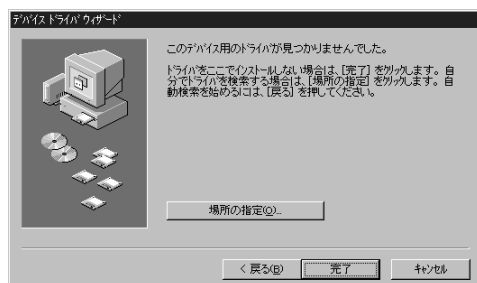 ﾃﾞﾊﾞｲｽ ﾄﾞﾗｲﾊﾞ ｳｨｻﾞｰﾄﾞ
このﾃﾞﾊﾞｲｽ用のﾄﾞﾗｲﾊﾞが見つかりませんでした。
ﾄﾞﾗｲﾊﾞをここでｲﾝｽﾄｰﾙしない場合は、[完了] をｸﾘｯｸします。自
分でﾄﾞﾗｲﾊﾞを検索する場合は、[場所の指定] をｸﾘｯｸします。自
動検索を始めるには、[戻る] を押してください。
場所の指定(O)...
< 戻る(B)
完了
ｷｬﾝｾﾙ